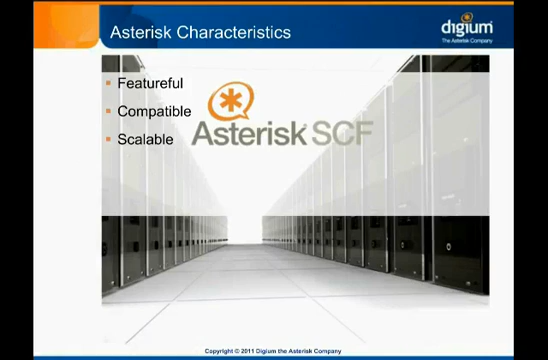 Asterisk Characteristics
digium
The Asterisk Company
Featureful
Compatible
Scalable
Asterisk SCF
Copyright © 2011 Digium the Asterisk Company